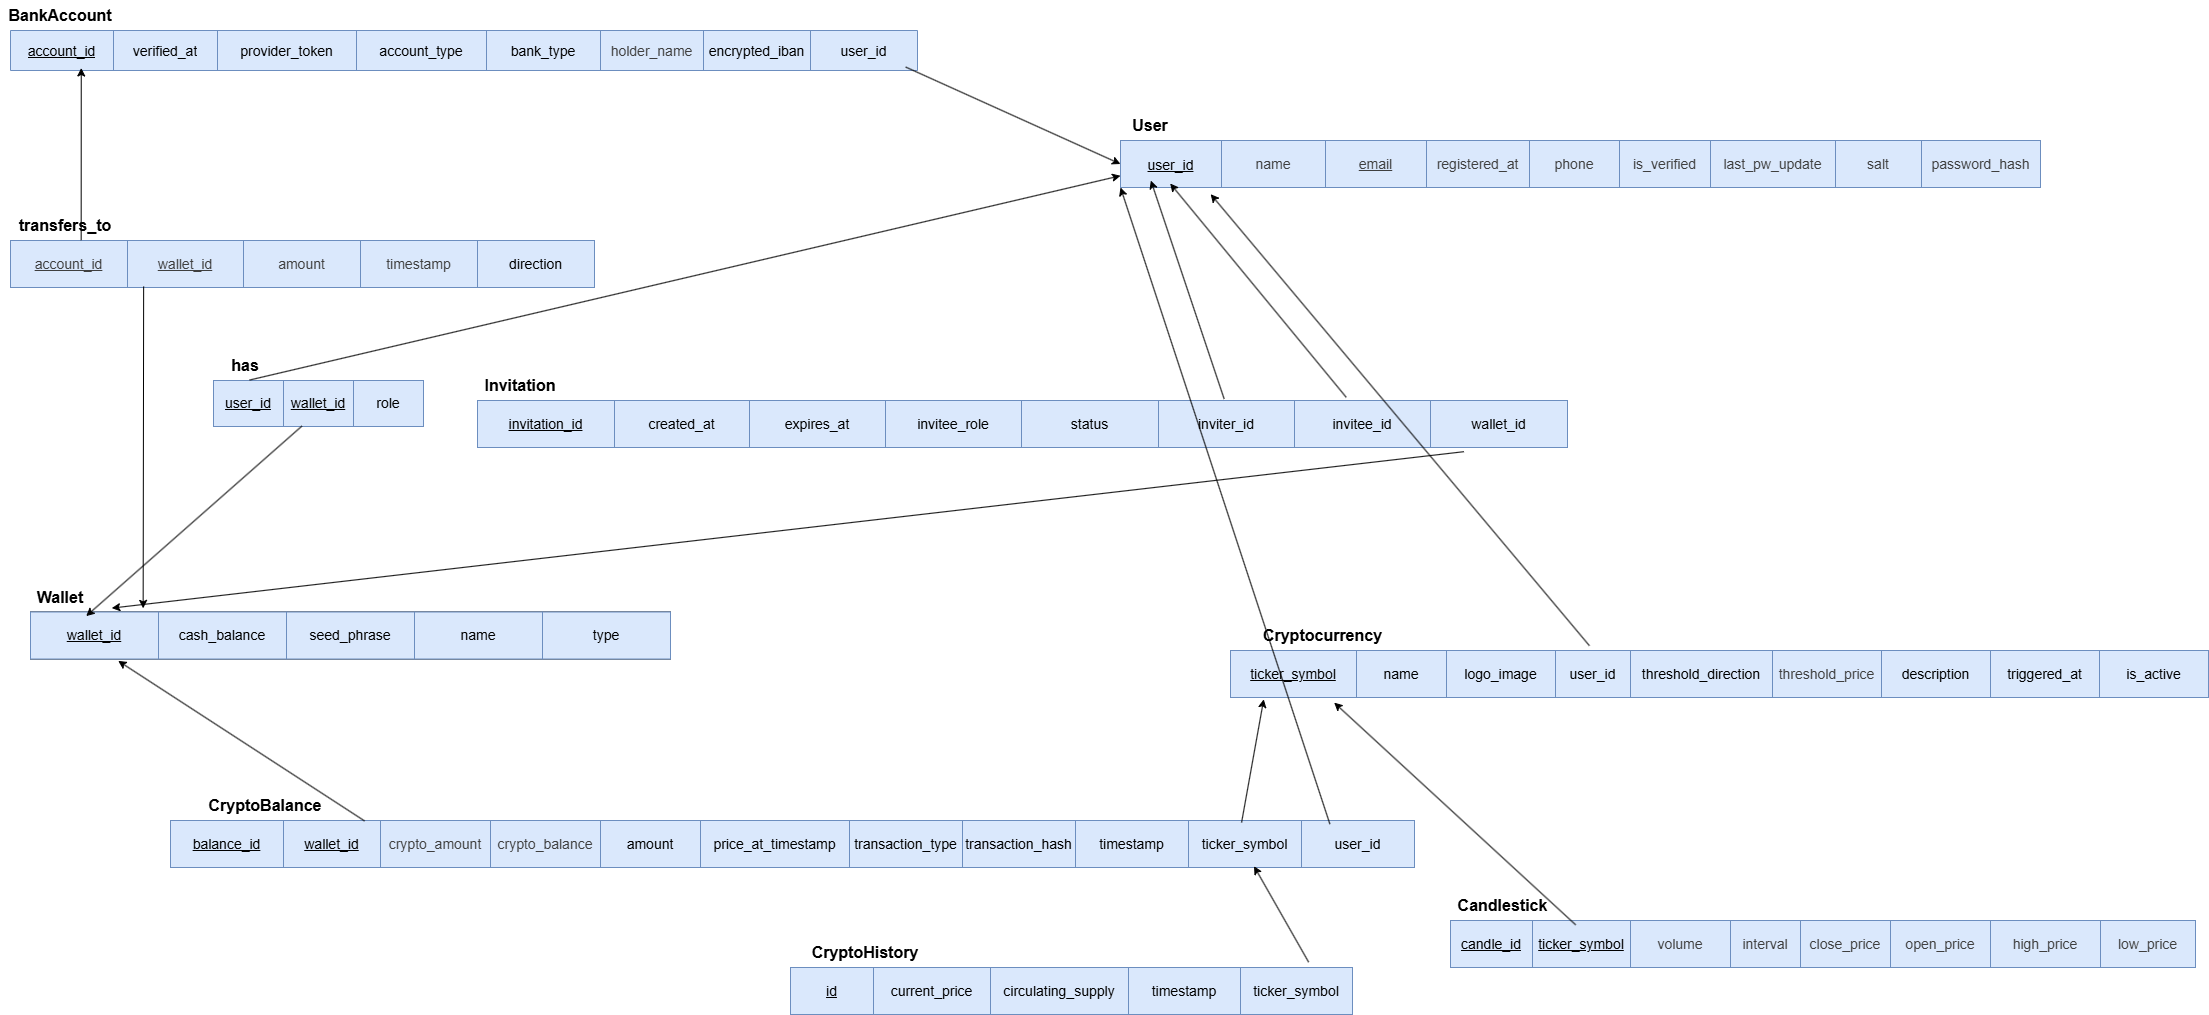 BankAccount
account_id verified_at provider_token account_type bank_type holder_name encrypted_iban user_id
User
user_id name email registered_at phone is_verified last_pw_update salt password_hash
transfers_to
account_id wallet_id amount timestamp direction
has
user_id wallet_id role
Invitation
invitation_id created_at expires_at invitee_role status inviter_id invitee_id wallet_id
Wallet
wallet_id cash_balance seed_phrase name type
Cryptocurrency
ticker_symbol name logo_image user_id threshold_direction threshold_price description triggered_at is_active
CryptoBalance
balance_id wallet_id crypto_amount crypto_balance amount price_at_timestamp transaction_type transaction_hash timestamp ticker_symbol user_id
Candlestick
candle_id ticker_symbol volume interval close_price open_price high_price low_price
CryptoHistory
id current_price circulating_supply timestamp ticker_symbol